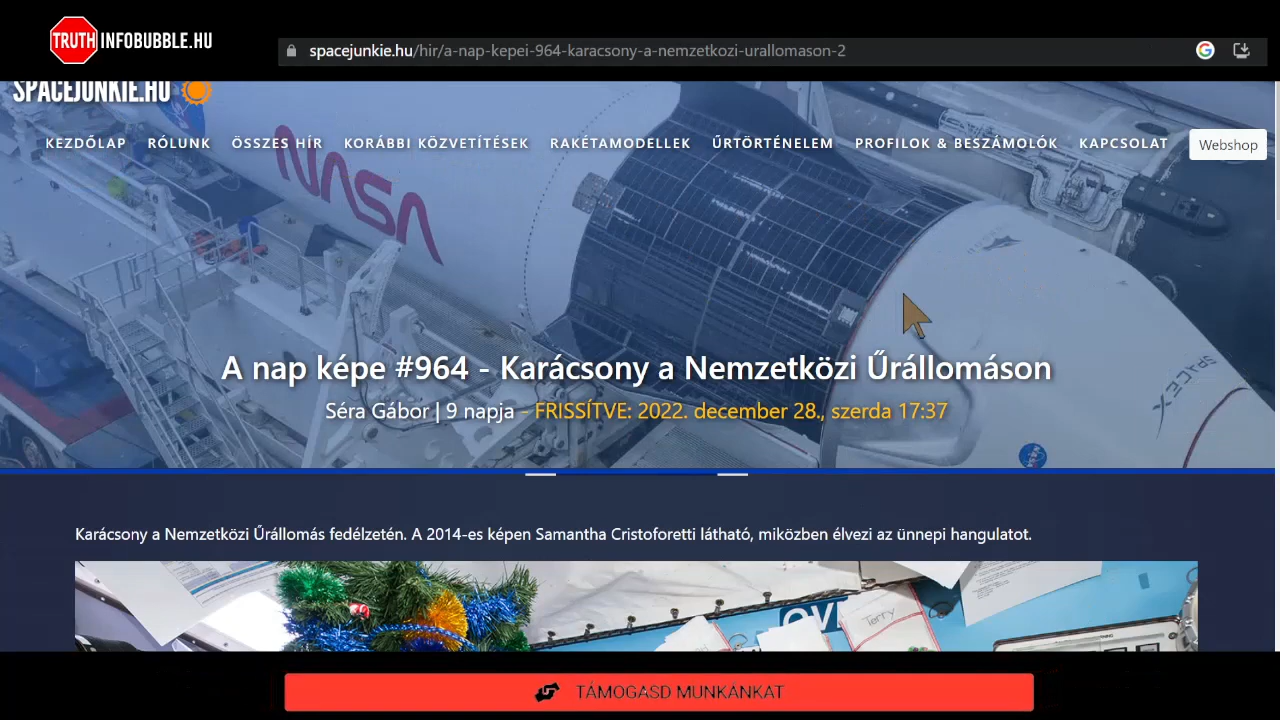 TRUTH INFOBUBBLE.HU
spacejunkie.hu/hir/a-nap-kepei-964-karacsony-a-nemzetkozi-urallomason-2
SPACEJUNKIE.HU
KEZDŐLAP RÓLUNK ÖSSZES HÍR KORÁBBI KÖZVETÍTÉSEK RAKÉTAMODELLEK ŰRTÖRTÉNELEM PROFILOK & BESZÁMOLÓK KAPCSOLAT Webshop
NASA
SPACEX
A nap képe #964 - Karácsony a Nemzetközi Űrállomáson
Séra Gábor | 9 napja - FRISSÍTVE: 2022. december 28., szerda 17:37
Karácsony a Nemzetközi Űrállomás fedélzetén. A 2014-es képen Samantha Cristoforetti látható, miközben élvezi az ünnepi hangulatot.
OVE
Terry
TÁMOGASD MUNKÁNKAT